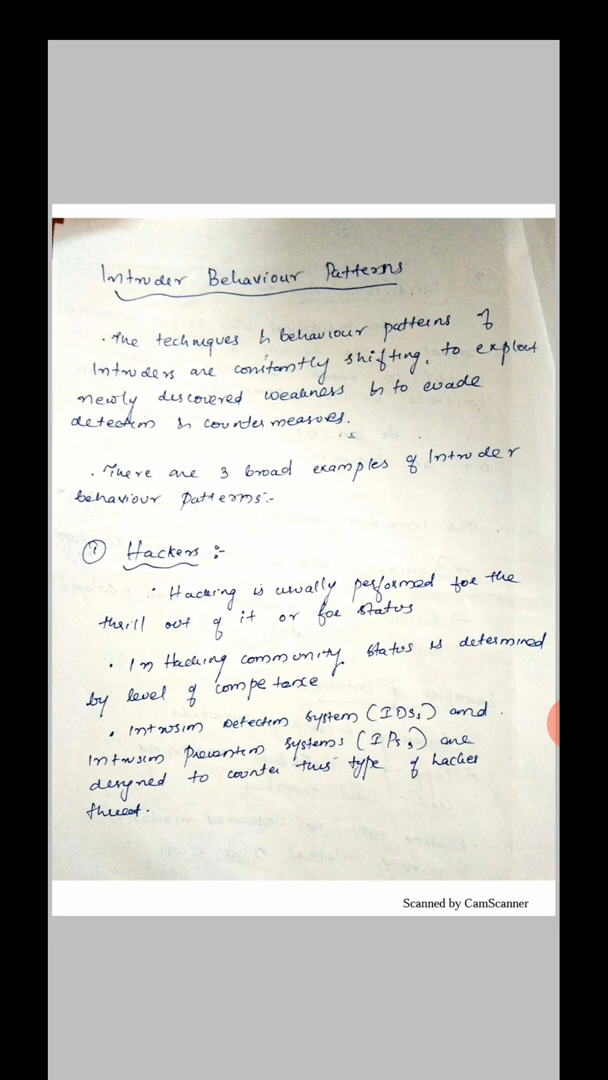 Intruder Behaviour Patterns
. The techniques & behaviour patterns of
Intruders are constantly shifting, to exploit
newly discovered weakness & to evade
detection & counter measures.
. There are 3 broad examples of Intruder
behaviour Patterns:-
① Hackers :-
. Hacking is usually performed for the
thrill out of it or for status
. In Hacking community status is determined
by level of competence
. Intrusion Detection System (IDSs) and
Intrusion Prevention Systems (IPSs) are
designed to counter this type of hacker
threat.
Scanned by CamScanner